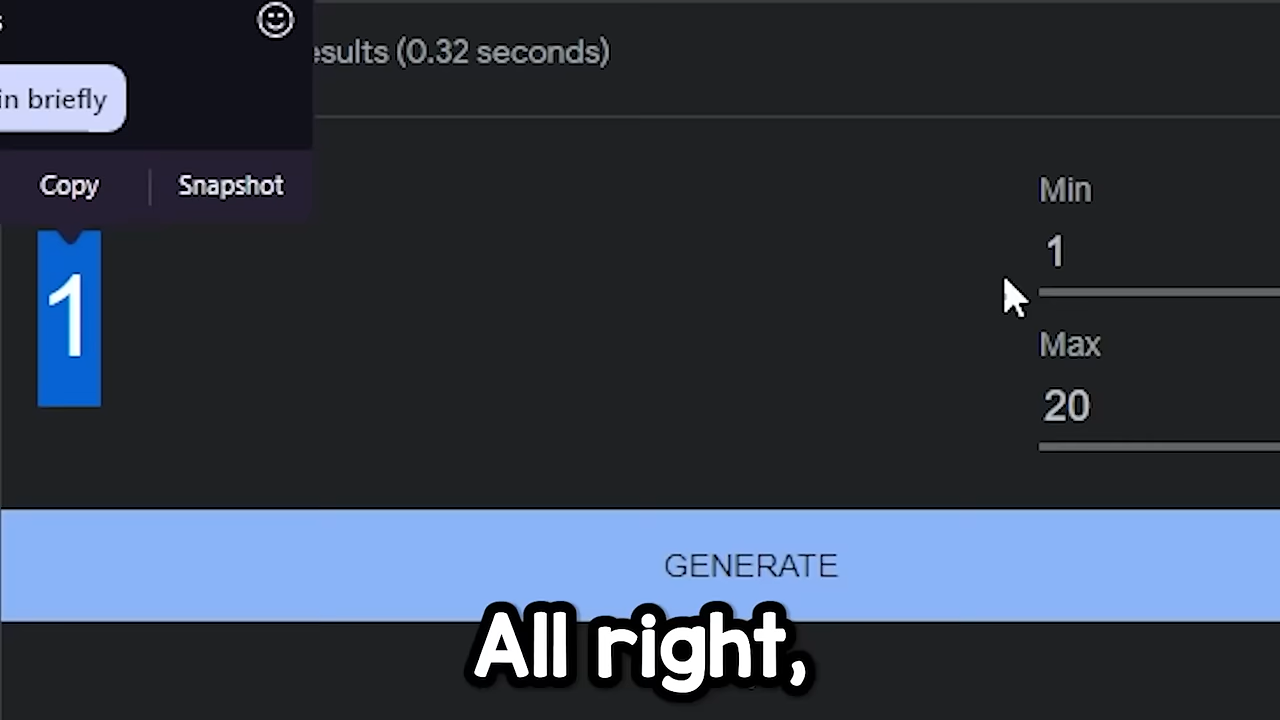 s
esults (0.32 seconds)
in briefly
Copy
Snapshot
Min
1
1
Max
20
GENERATE
All right,